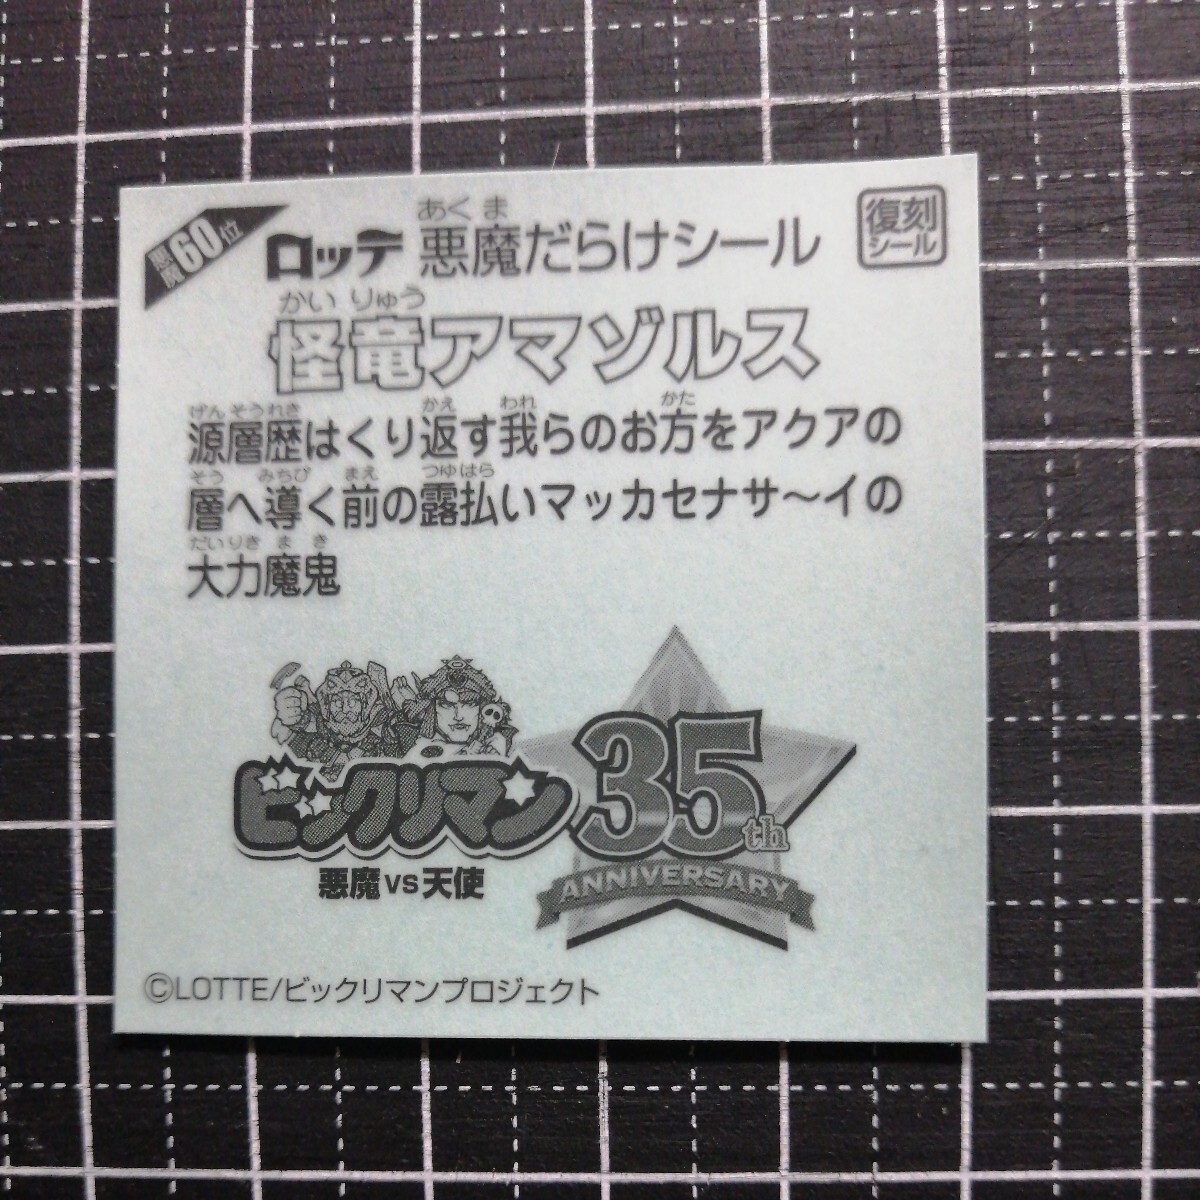 悪魔60位
ロッテ 悪魔だらけシール
あくま
復刻シール
かいりゅう
怪竜アマゾルス
げんそうれき かえ われ かた
源層歴はくり返す我らのお方をアクアの
そう みちび まえ つゆはら
層へ導く前の露払いマッカセナサ〜イの
だいりきまき
大力魔鬼
ビックリマン 35th
悪魔VS天使
ANNIVERSARY
©LOTTE/ビックリマンプロジェクト